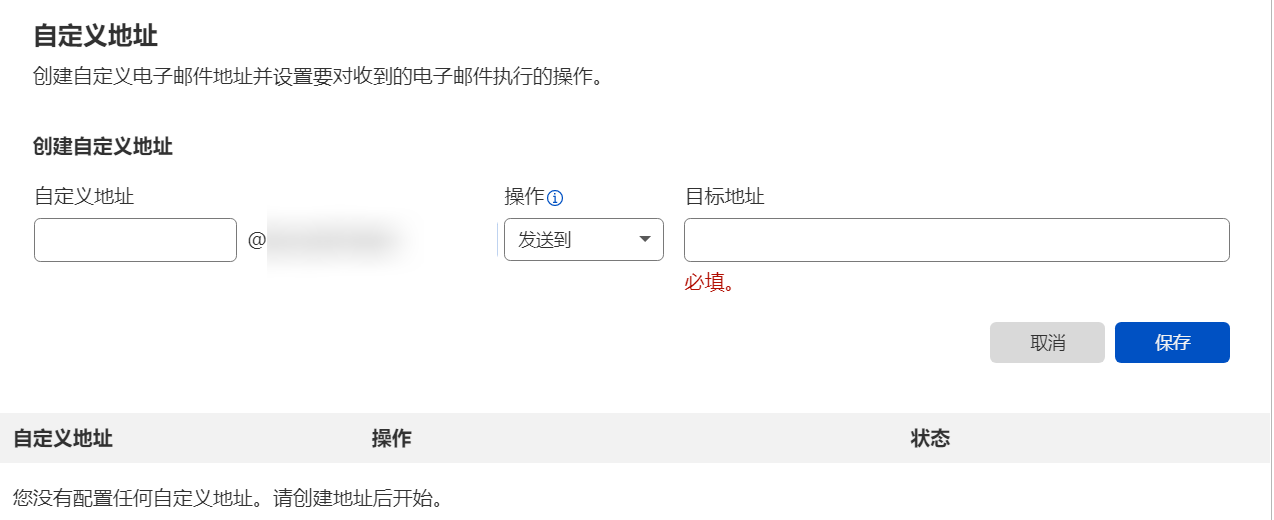 自定义地址
创建自定义电子邮件地址并设置要对收到的电子邮件执行的操作。
创建自定义地址
自定义地址 操作 目标地址
@ 发送到
必填。
取消 保存
自定义地址 操作 状态
您没有配置任何自定义地址。请创建地址后开始。